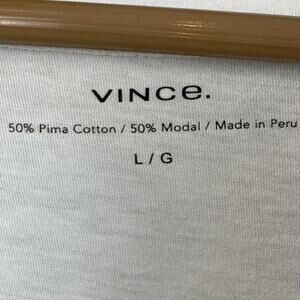 VINCe.
50% Pima Cotton / 50% Modal / Made in Peru
L / G